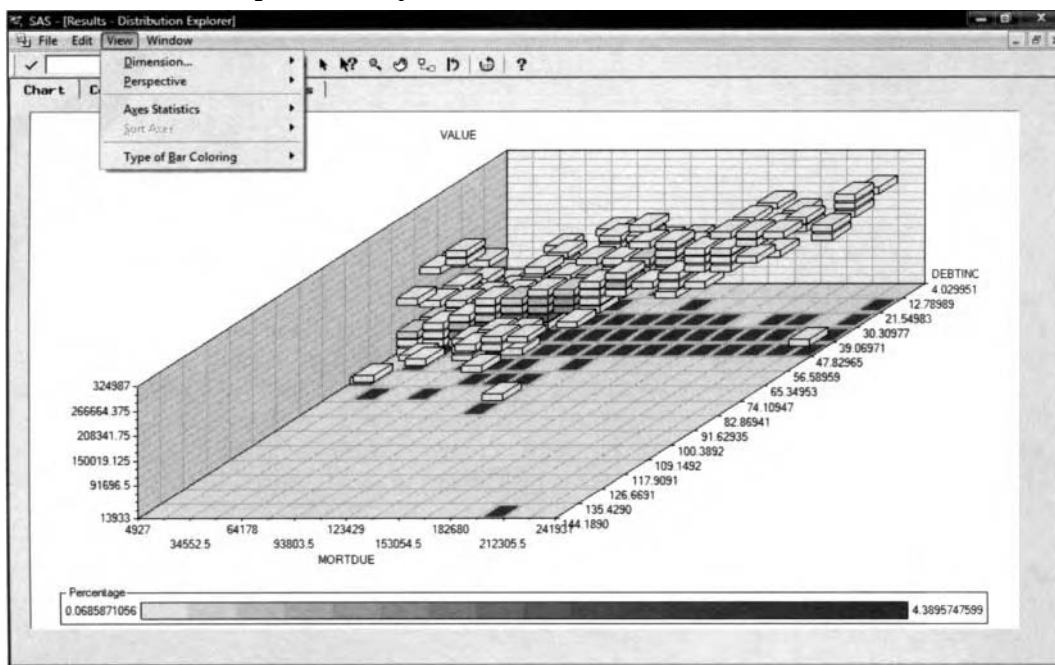 SAS - [Results - Distribution Explorer]
File Edit View Window
Dimension...
Perspective
Axes Statistics
Sort Axes
Type of Bar Coloring
Chart
VALUE
DEBTINC
4.029951
12.78989
21.54983
30.30977
39.06971
47.82965
56.58959
65.34953
74.10947
82.86941
91.62935
100.3892
109.1492
117.9091
126.6691
135.4290
144.1890
324987
266664.375
208341.75
150019.125
91696.5
13933
4927 64178 123429 182680 241931
34552.5 93803.5 153054.5 212305.5
MORTDUE
Percentage
0.0685871056 4.3895747599